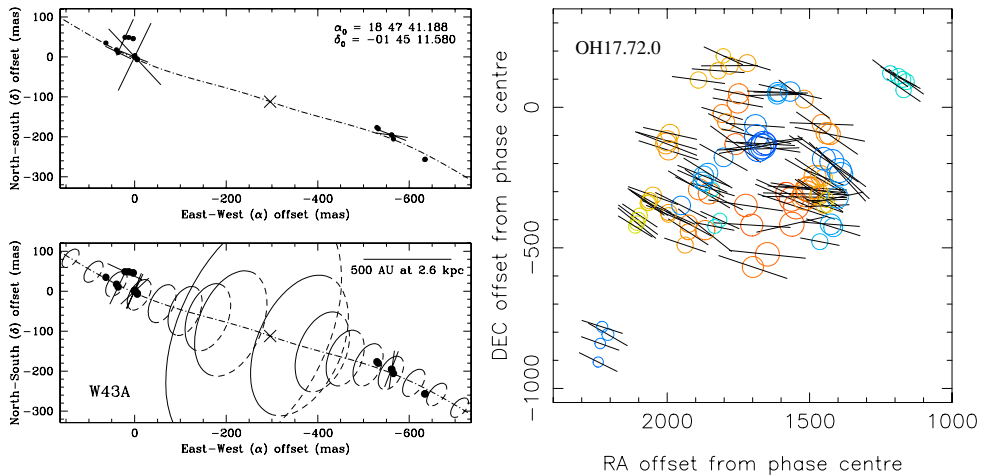 100
0
−100
−200
−300
North−south (δ) offset (mas)
α₀ = 18 47 41.188
δ₀ = −01 45 11.580
0
−200
−400
−600
East−West (α) offset (mas)
100
0
−100
−200
−300
North−South (δ) offset (mas)
500 AU at 2.6 kpc
W43A
0
−200
−400
−600
East−West (α) offset (mas)
OH17.72.0
0
−500
−1000
DEC offset from phase centre
2000
1500
1000
RA offset from phase centre